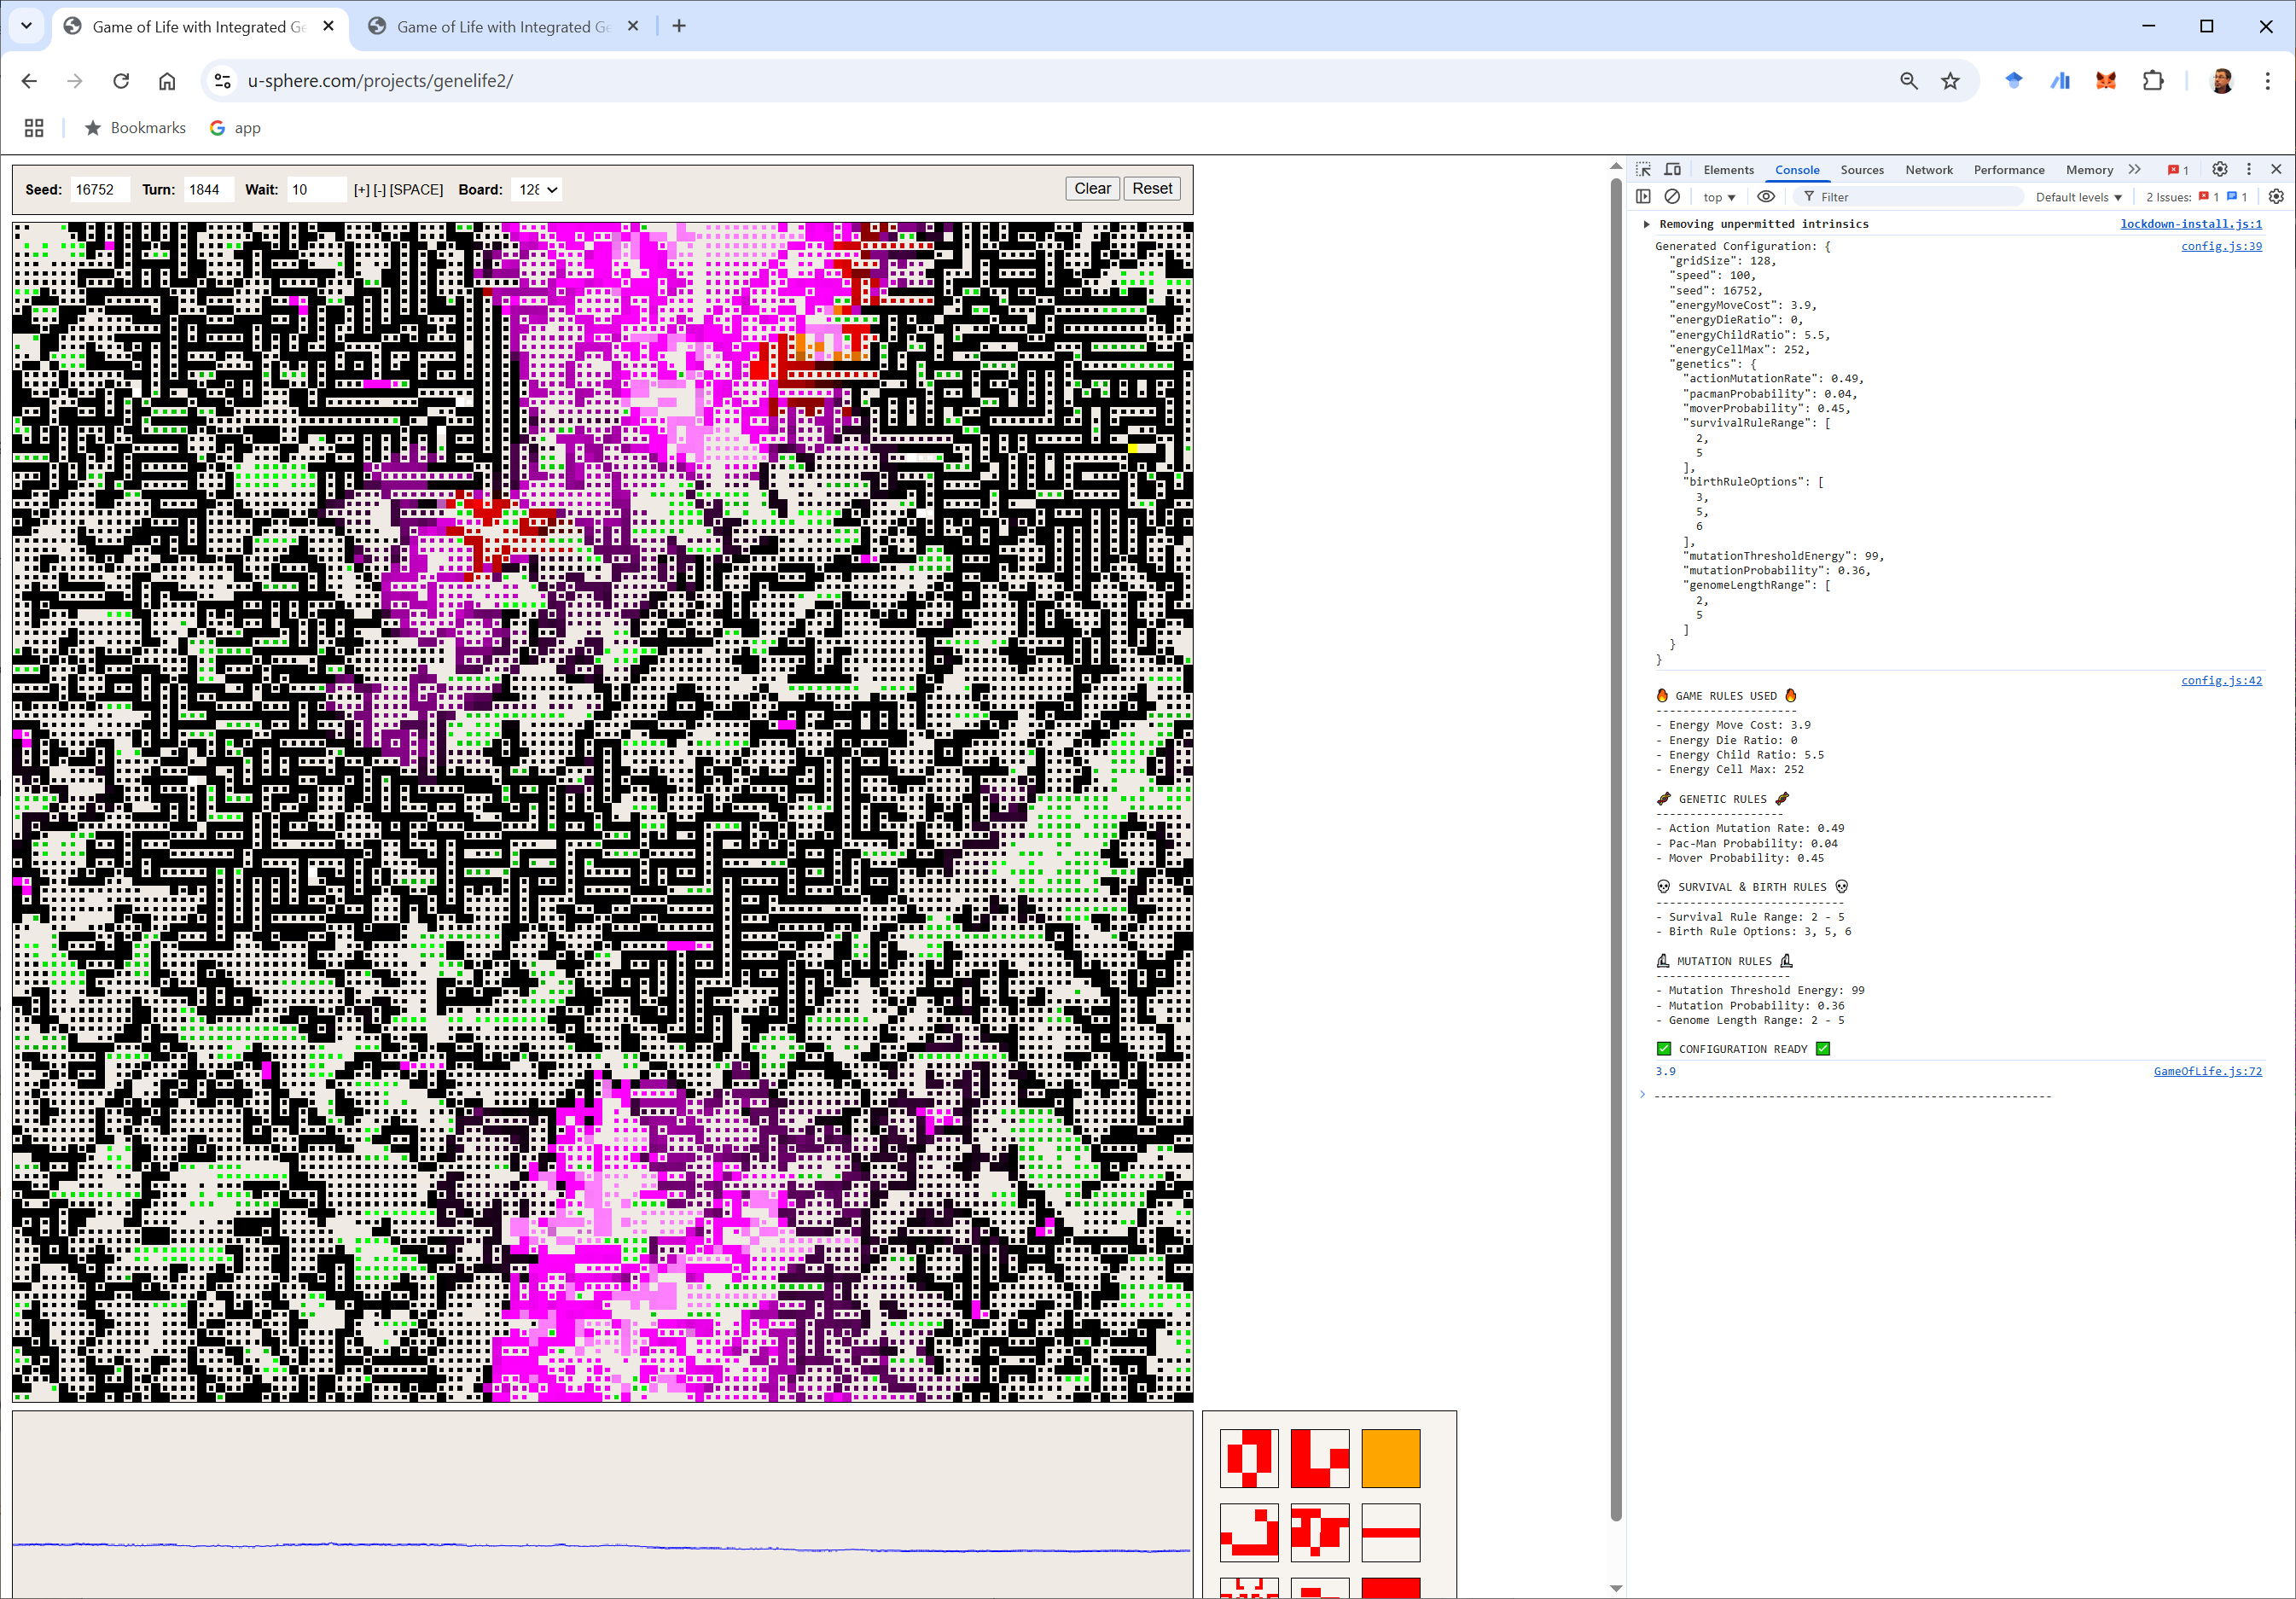 Game of Life with Integrated Ge
Game of Life with Integrated Ge
u-sphere.com/projects/genelife2/
Bookmarks
app
Seed: 16752 Turn: 1844 Wait: 10 [+] [-] [SPACE] Board: 128 Clear Reset
Elements Console Sources Network Performance Memory 1
top Filter Default levels 2 Issues: 1 1
Removing unpermitted intrinsics lockdown-install.js:1
Generated Configuration: { config.js:39
"gridSize": 128,
"speed": 100,
"seed": 16752,
"energyMoveCost": 3.9,
"energyDieRatio": 0,
"energyChildRatio": 5.5,
"energyCellMax": 252,
"genetics": {
"actionMutationRate": 0.49,
"pacmanProbability": 0.04,
"moverProbability": 0.45,
"survivalRuleRange": [
2,
5
],
"birthRuleOptions": [
3,
5,
6
],
"mutationThresholdEnergy": 99,
"mutationProbability": 0.36,
"genomeLengthRange": [
2,
5
]
}
}
config.js:42
🔥 GAME RULES USED 🔥
---------------------
- Energy Move Cost: 3.9
- Energy Die Ratio: 0
- Energy Child Ratio: 5.5
- Energy Cell Max: 252
🧬 GENETIC RULES 🧬
-------------------
- Action Mutation Rate: 0.49
- Pac-Man Probability: 0.04
- Mover Probability: 0.45
💀 SURVIVAL & BIRTH RULES 💀
----------------------------
- Survival Rule Range: 2 - 5
- Birth Rule Options: 3, 5, 6
🔬 MUTATION RULES 🔬
--------------------
- Mutation Threshold Energy: 99
- Mutation Probability: 0.36
- Genome Length Range: 2 - 5
✅ CONFIGURATION READY ✅
3.9 GameOfLife.js:72
-----------------------------------------------------------